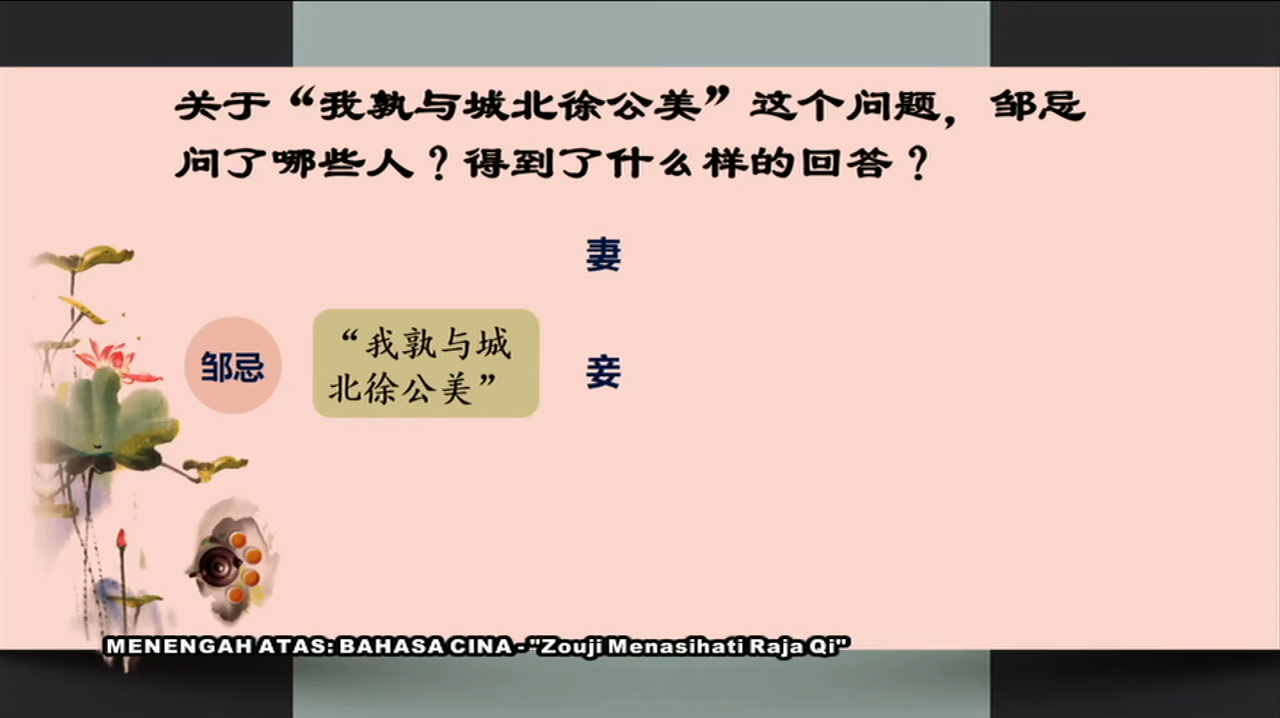 关于“我孰与城北徐公美”这个问题，邹忌
问了哪些人？得到了什么样的回答？
妻
邹忌
“我孰与城
北徐公美”
妾
MENENGAH ATAS: BAHASA CINA - "Zouji Menasihati Raja Qi"